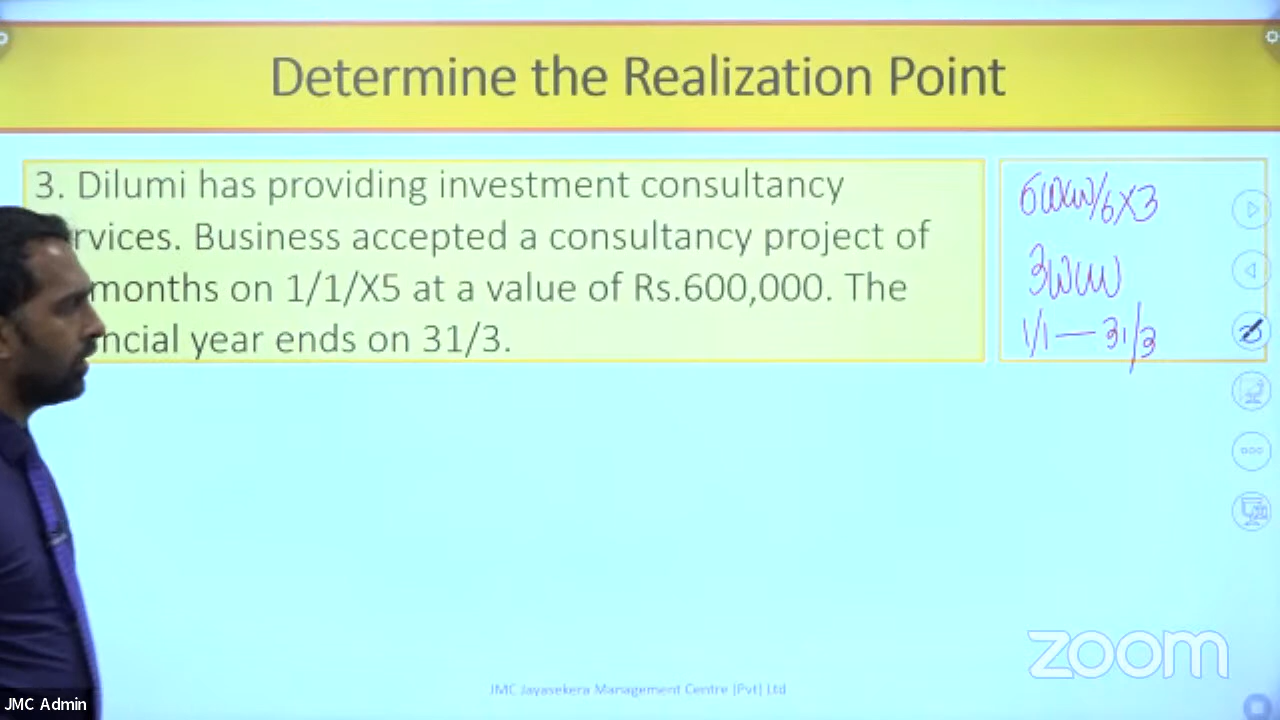 Determine the Realization Point
3. Dilumi has providing investment consultancy
rvices. Business accepted a consultancy project of
months on 1/1/X5 at a value of Rs.600,000. The
ncial year ends on 31/3.
600000/6X3
300000
1/1 — 31/3
zoom
JMC Jayasekera Management Centre (Pvt) Ltd
JMC Admin